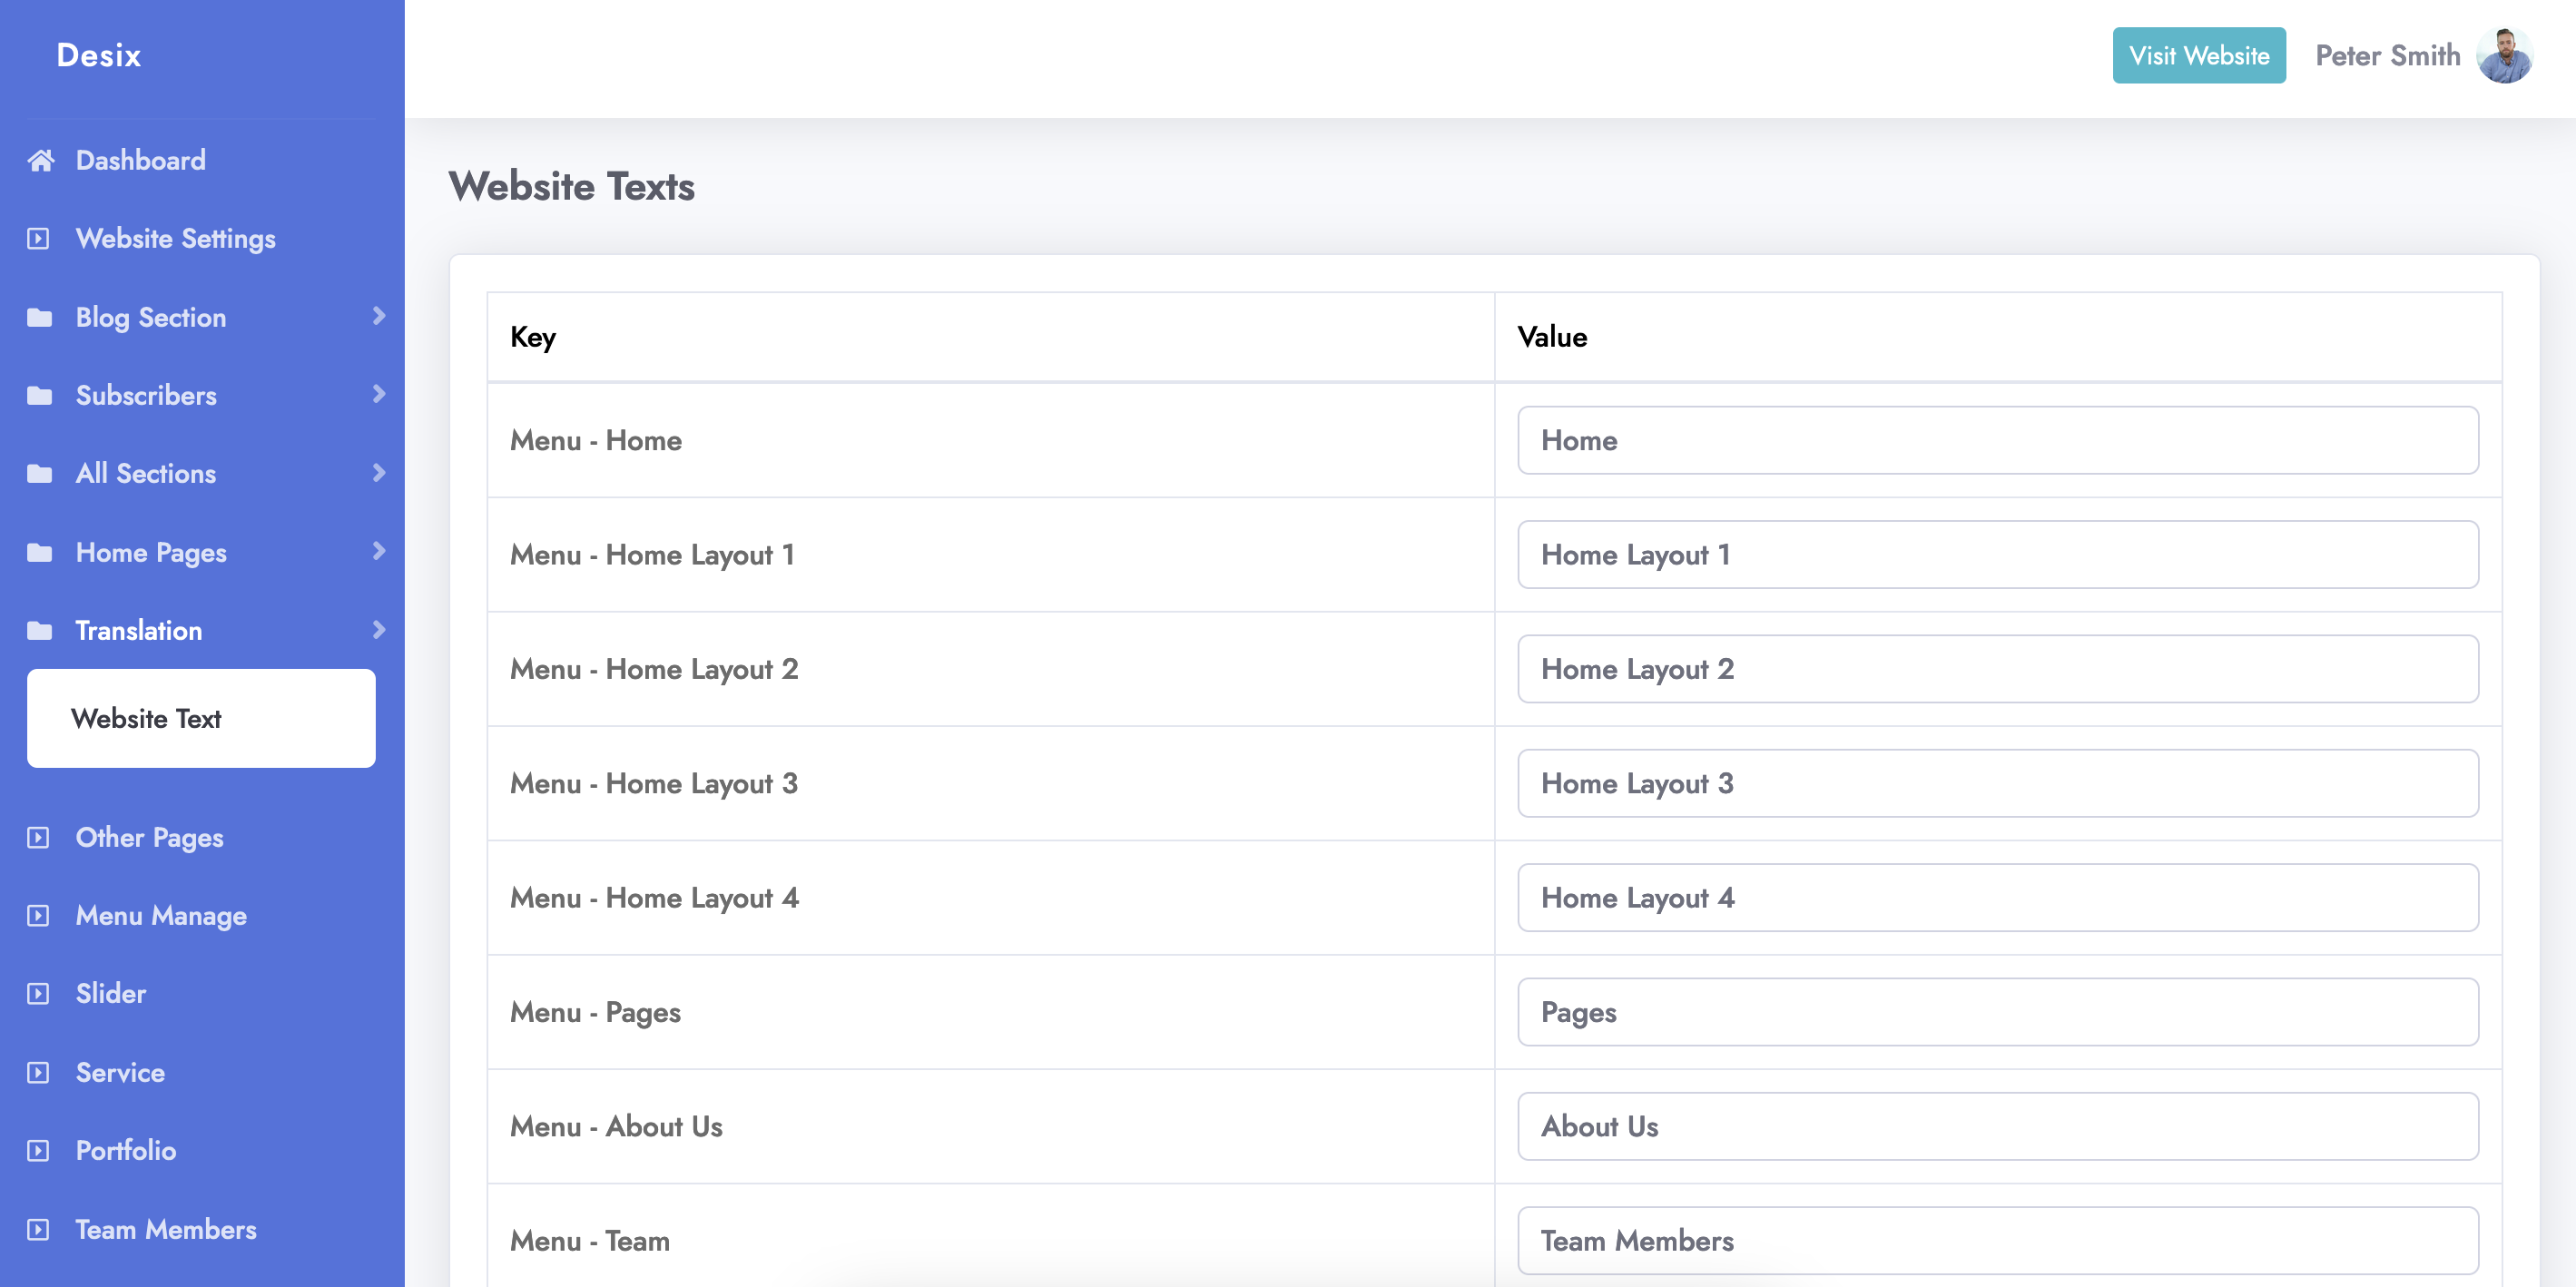 Desix
Visit Website
Peter Smith
Dashboard
Website Settings
Blog Section
Subscribers
All Sections
Home Pages
Translation
Website Text
Other Pages
Menu Manage
Slider
Service
Portfolio
Team Members
Website Texts
Key Value
Menu - Home Home
Menu - Home Layout 1 Home Layout 1
Menu - Home Layout 2 Home Layout 2
Menu - Home Layout 3 Home Layout 3
Menu - Home Layout 4 Home Layout 4
Menu - Pages Pages
Menu - About Us About Us
Menu - Team Team Members